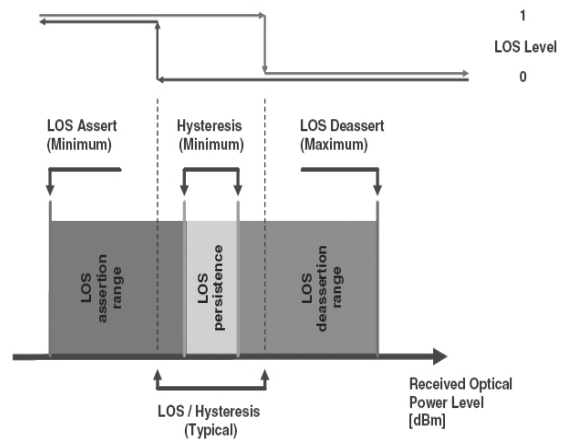 1
LOS Level
0
LOS Assert
(Minimum)
Hysteresis
(Minimum)
LOS Deassert
(Maximum)
LOS
assertion
range
LOS
persistence
LOS
deassertion
range
Received Optical
Power Level
[dBm]
LOS / Hysteresis
(Typical)